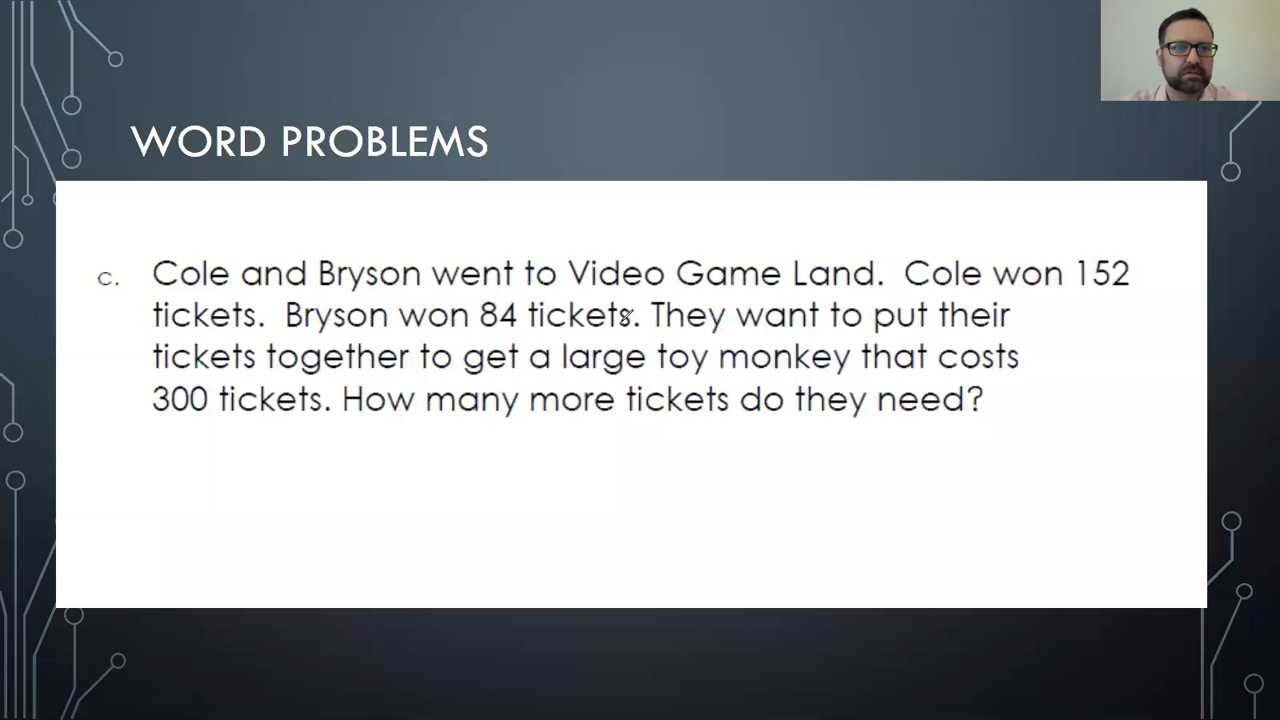 WORD PROBLEMS
c. Cole and Bryson went to Video Game Land. Cole won 152
tickets. Bryson won 84 tickets. They want to put their
tickets together to get a large toy monkey that costs
300 tickets. How many more tickets do they need?